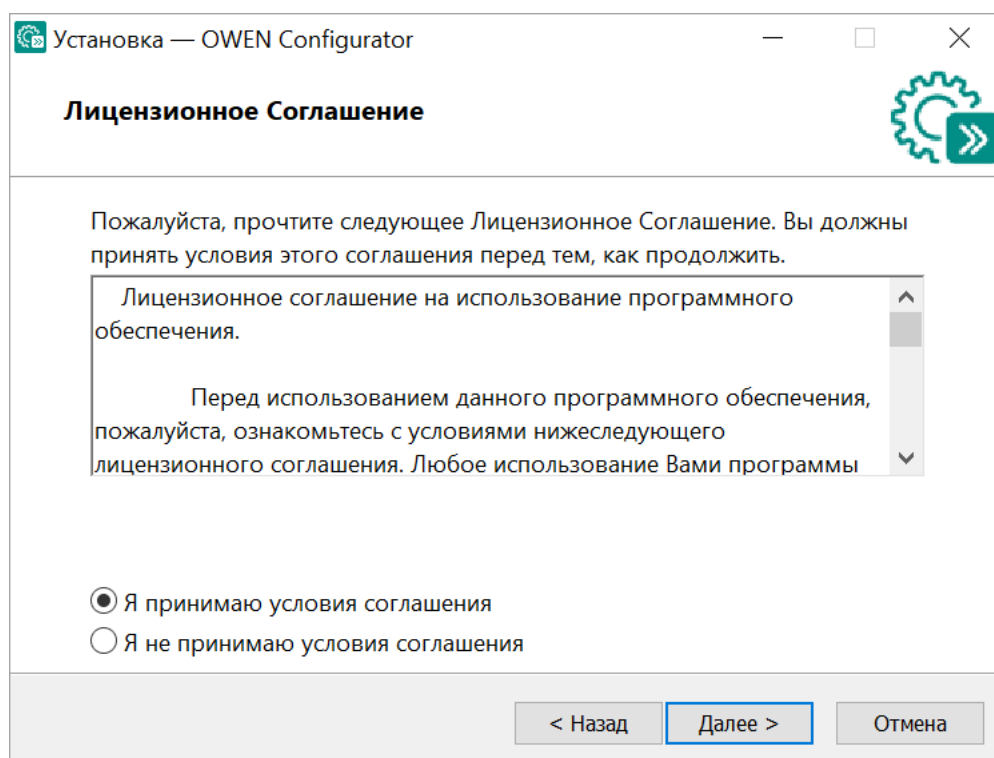 Установка — OWEN Configurator
Лицензионное Соглашение
Пожалуйста, прочтите следующее Лицензионное Соглашение. Вы должны
принять условия этого соглашения перед тем, как продолжить.
Лицензионное соглашение на использование программного
обеспечения.
Перед использованием данного программного обеспечения,
пожалуйста, ознакомьтесь с условиями нижеследующего
лицензионного соглашения. Любое использование Вами программы
Я принимаю условия соглашения
Я не принимаю условия соглашения
< Назад
Далее >
Отмена